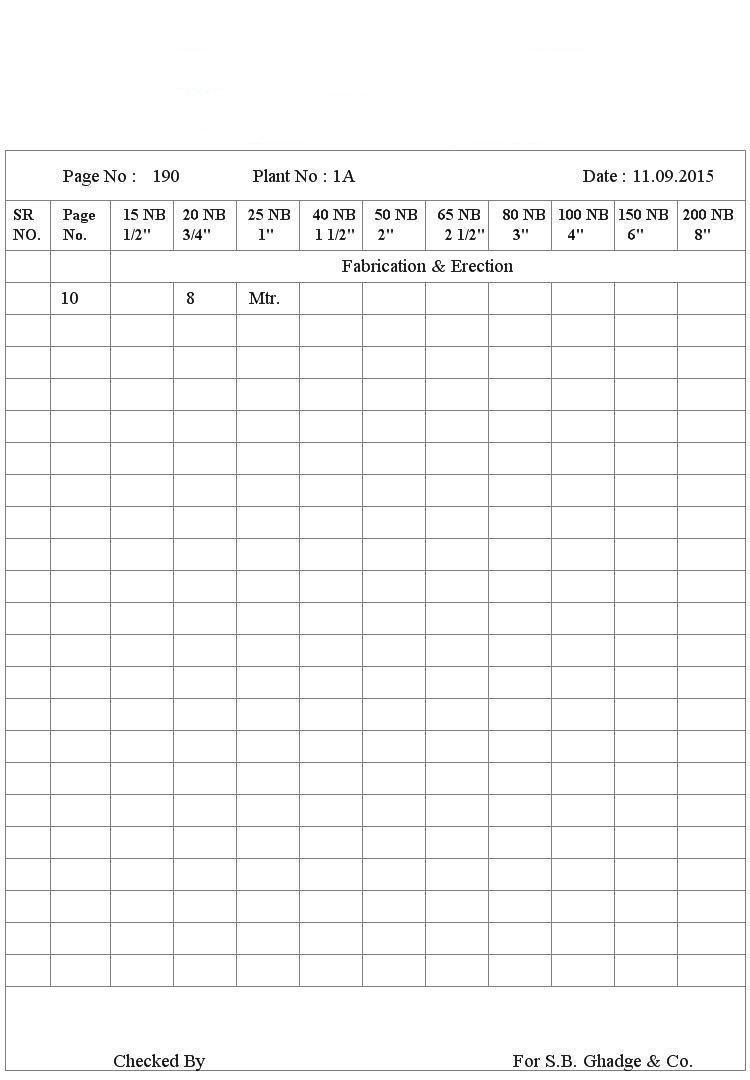 Page No : 190 Plant No : 1A Date : 11.09.2015
SR Page 15 NB 20 NB 25 NB 40 NB 50 NB 65 NB 80 NB 100 NB 150 NB 200 NB
NO. No. 1/2" 3/4" 1" 1 1/2" 2" 2 1/2" 3" 4" 6" 8"
Fabrication & Erection
10 8 Mtr.
Checked By For S.B. Ghadge & Co.